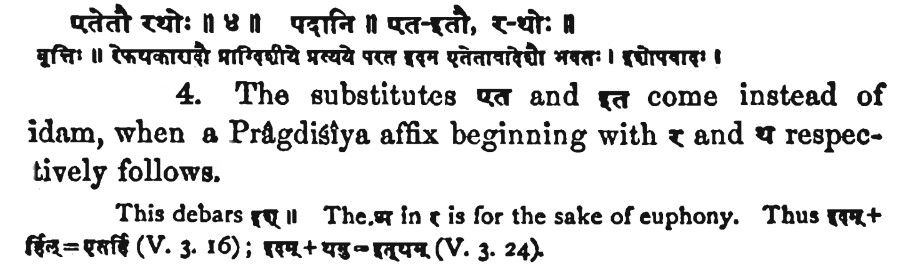 एतेतौ रथोः ॥ ४ ॥ पदानि ॥ एत-इतौ, र-थोः ॥
वृत्तिः ॥ रेफथकारादौ प्राग्दिशीये प्रत्यये परत इदम एतेतावादेशौ भवतः । इशोपवादः ।
4. The substitutes एत and इत come instead of
idam, when a Prâgdiśîya affix beginning with र and थ respec-
tively follows.
This debars इश् ॥ The अ in र is for the sake of euphony. Thus इदम्+
र्हिल्=एतर्हि (V. 3. 16); इदम्+थमु=इत्थम् (V. 3. 24).